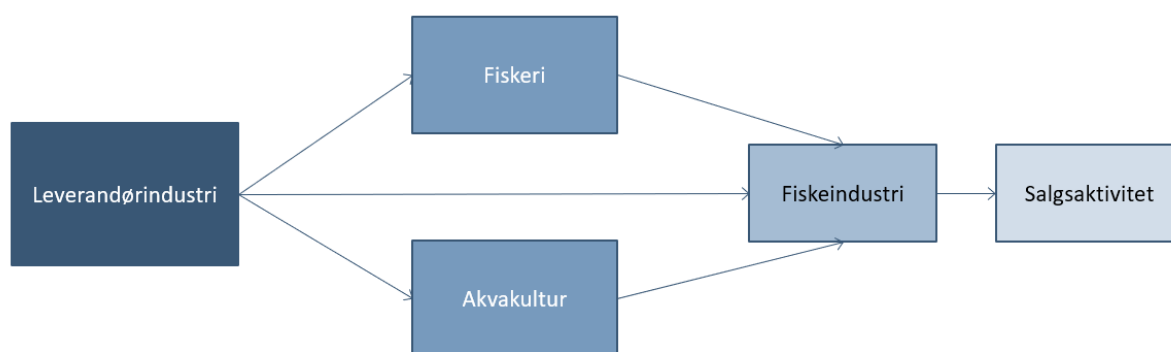 Fiskeri
Leverandørindustri
Fiskeindustri
Salgsaktivitet
Akvakultur